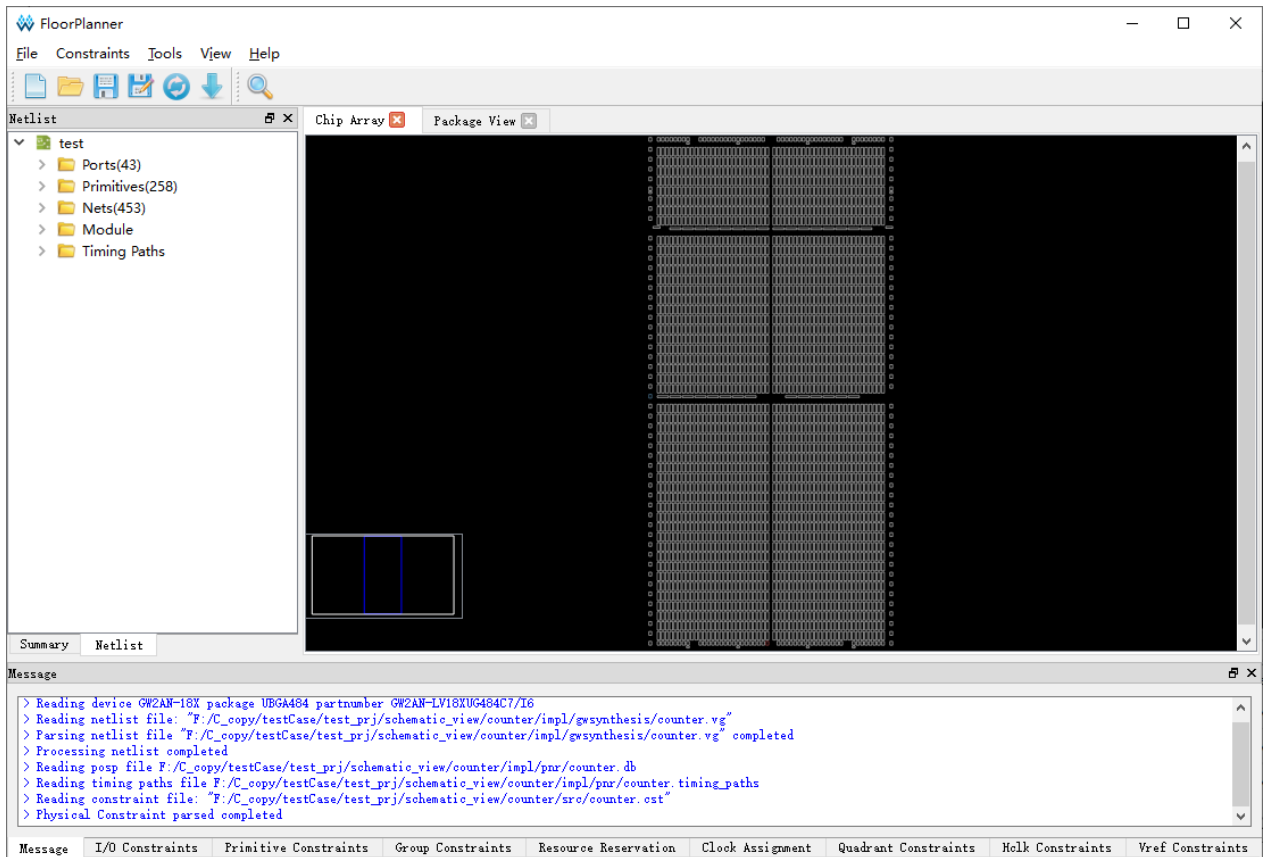 FloorPlanner
File Constraints Tools View Help
Netlist
Chip Array Package View
test
Ports(43)
Primitives(258)
Nets(453)
Module
Timing Paths
Summary Netlist
Message
> Reading device GW2AN-18X package UBGA484 partnumber GW2AN-LV18XUG484C7/I6
> Reading netlist file: "F:/C_copy/testCase/test_prj/schematic_view/counter/impl/gwsynthesis/counter.vg"
> Parsing netlist file "F:/C_copy/testCase/test_prj/schematic_view/counter/impl/gwsynthesis/counter.vg" completed
> Processing netlist completed
> Reading posp file F:/C_copy/testCase/test_prj/schematic_view/counter/impl/pnr/counter.db
> Reading timing paths file F:/C_copy/testCase/test_prj/schematic_view/counter/impl/pnr/counter.timing_paths
> Reading constraint file: "F:/C_copy/testCase/test_prj/schematic_view/counter/src/counter.cst"
> Physical Constraint parsed completed
Message I/O Constraints Primitive Constraints Group Constraints Resource Reservation Clock Assignment Quadrant Constraints Hclk Constraints Vref Constraints